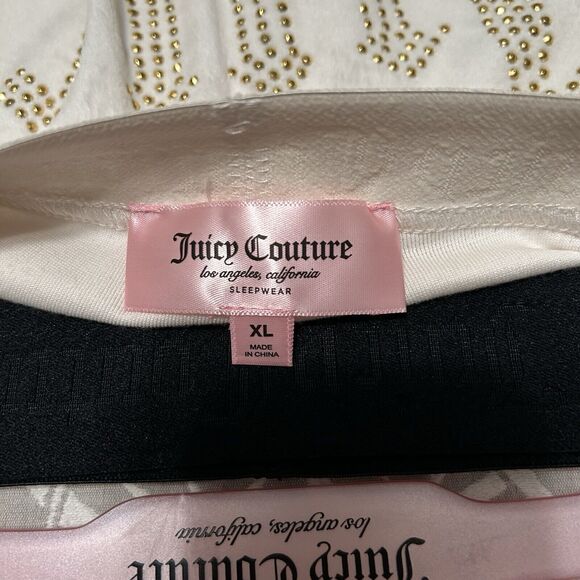 Juicy Couture
los angeles, california
SLEEPWEAR
XL
MADE
IN CHINA
Juicy Couture
los angeles, california